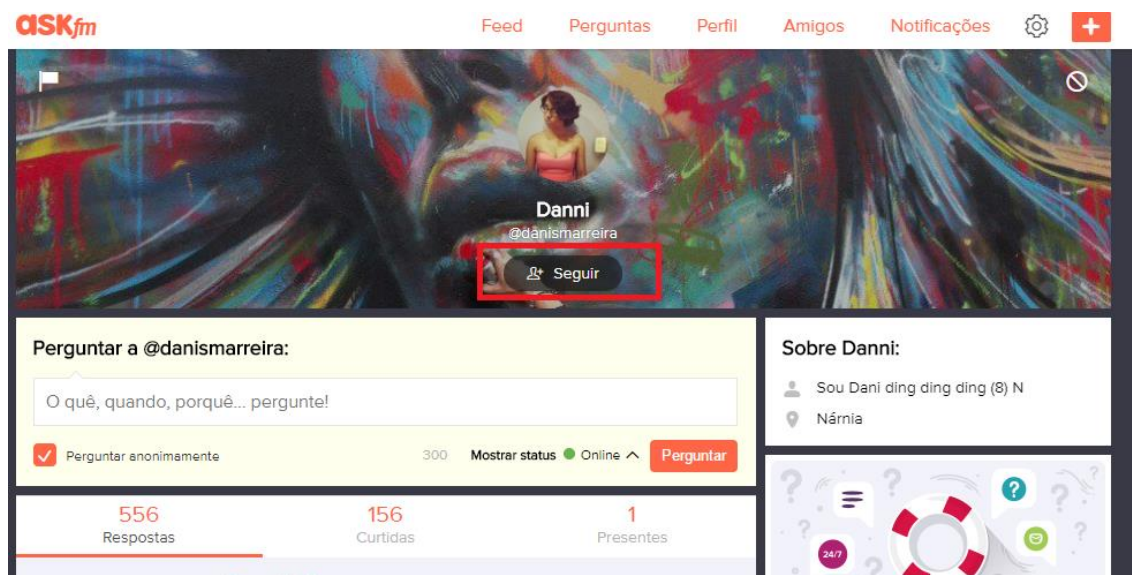 ASKfm
Feed Perguntas Perfil Amigos Notificações
Danni
@danismarreira
Seguir
Perguntar a @danismarreira:
O quê, quando, porquê... pergunte!
Perguntar anonimamente 300 Mostrar status Online Perguntar
556 156 1
Respostas Curtidas Presentes
Sobre Danni:
Sou Dani ding ding ding (8) N
Nárnia
24/7